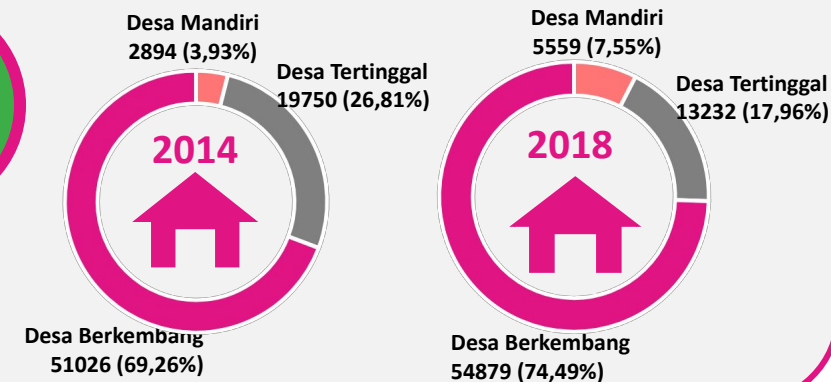 Desa Mandiri
2894 (3,93%)
Desa Tertinggal
19750 (26,81%)
2014
Desa Berkembang
51026 (69,26%)
Desa Mandiri
5559 (7,55%)
Desa Tertinggal
13232 (17,96%)
2018
Desa Berkembang
54879 (74,49%)